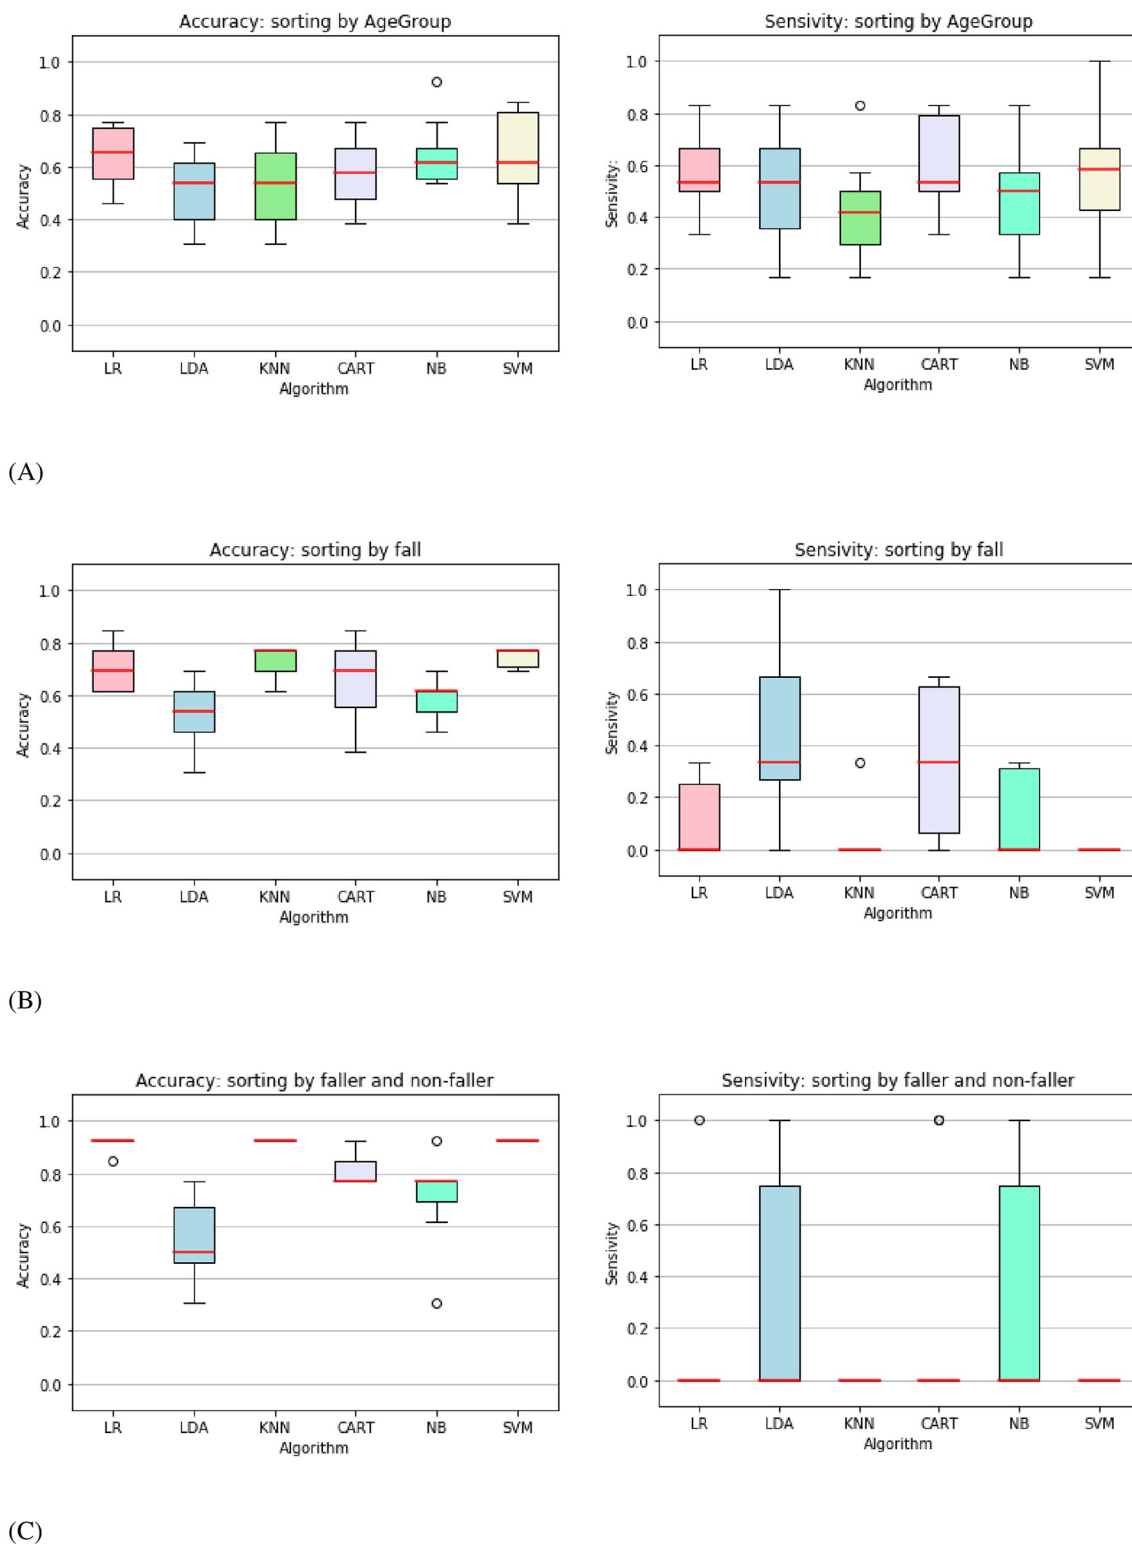 Accuracy: sorting by AgeGroup
1.0
0.8
0.6
0.4
0.2
0.0
Accuracy
LR LDA KNN CART NB SVM
Algorithm
Sensivity: sorting by AgeGroup
1.0
0.8
0.6
0.4
0.2
0.0
Sensivity:
LR LDA KNN CART NB SVM
Algorithm
(A)
Accuracy: sorting by fall
1.0
0.8
0.6
0.4
0.2
0.0
Accuracy
LR LDA KNN CART NB SVM
Algorithm
Sensivity: sorting by fall
1.0
0.8
0.6
0.4
0.2
0.0
Sensivity
LR LDA KNN CART NB SVM
Algorithm
(B)
Accuracy: sorting by faller and non-faller
1.0
0.8
0.6
0.4
0.2
0.0
Accuracy
LR LDA KNN CART NB SVM
Algorithm
Sensivity: sorting by faller and non-faller
1.0
0.8
0.6
0.4
0.2
0.0
Sensivity
LR LDA KNN CART NB SVM
Algorithm
(C)